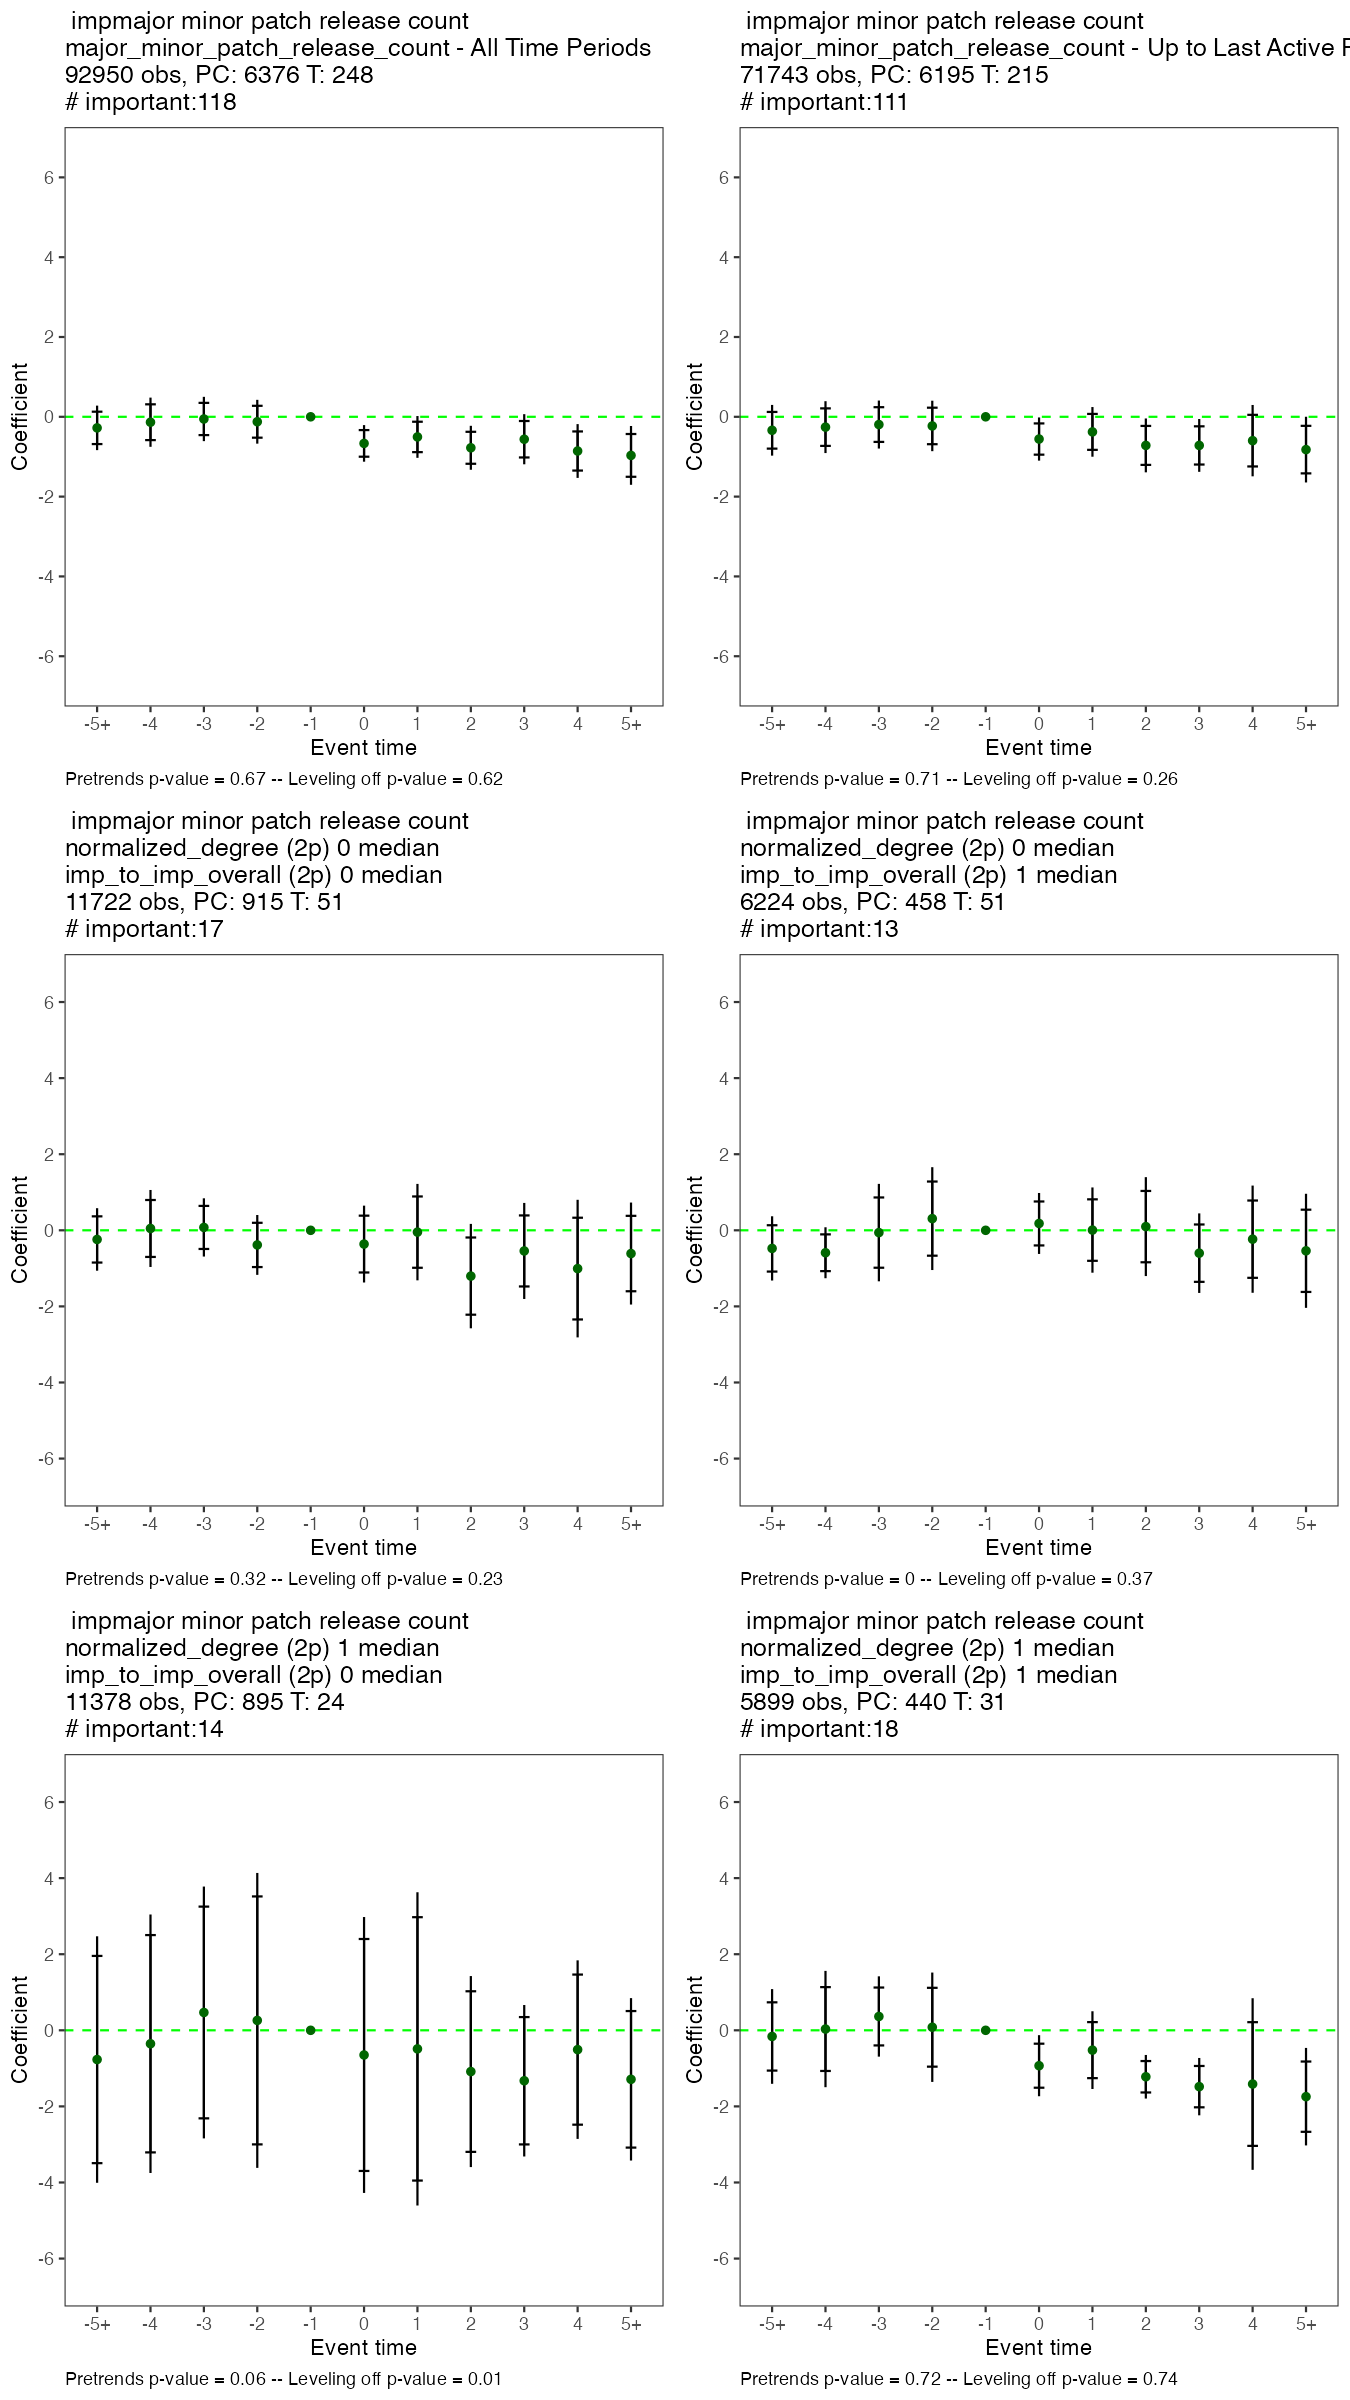 impmajor minor patch release count
major_minor_patch_release_count - All Time Periods
92950 obs, PC: 6376 T: 248
# important:118
6
4
2
0
-2
-4
-6
Coefficient
-5+ -4 -3 -2 -1 0 1 2 3 4 5+
Event time
Pretrends p-value = 0.67 -- Leveling off p-value = 0.62
impmajor minor patch release count
major_minor_patch_release_count - Up to Last Active
71743 obs, PC: 6195 T: 215
# important:111
6
4
2
0
-2
-4
-6
Coefficient
-5+ -4 -3 -2 -1 0 1 2 3 4 5+
Event time
Pretrends p-value = 0.71 -- Leveling off p-value = 0.26
impmajor minor patch release count
normalized_degree (2p) 0 median
imp_to_imp_overall (2p) 0 median
11722 obs, PC: 915 T: 51
# important:17
6
4
2
0
-2
-4
-6
Coefficient
-5+ -4 -3 -2 -1 0 1 2 3 4 5+
Event time
Pretrends p-value = 0.32 -- Leveling off p-value = 0.23
impmajor minor patch release count
normalized_degree (2p) 0 median
imp_to_imp_overall (2p) 1 median
6224 obs, PC: 458 T: 51
# important:13
6
4
2
0
-2
-4
-6
Coefficient
-5+ -4 -3 -2 -1 0 1 2 3 4 5+
Event time
Pretrends p-value = 0 -- Leveling off p-value = 0.37
impmajor minor patch release count
normalized_degree (2p) 1 median
imp_to_imp_overall (2p) 0 median
11378 obs, PC: 895 T: 24
# important:14
6
4
2
0
-2
-4
-6
Coefficient
-5+ -4 -3 -2 -1 0 1 2 3 4 5+
Event time
Pretrends p-value = 0.06 -- Leveling off p-value = 0.01
impmajor minor patch release count
normalized_degree (2p) 1 median
imp_to_imp_overall (2p) 1 median
5899 obs, PC: 440 T: 31
# important:18
6
4
2
0
-2
-4
-6
Coefficient
-5+ -4 -3 -2 -1 0 1 2 3 4 5+
Event time
Pretrends p-value = 0.72 -- Leveling off p-value = 0.74